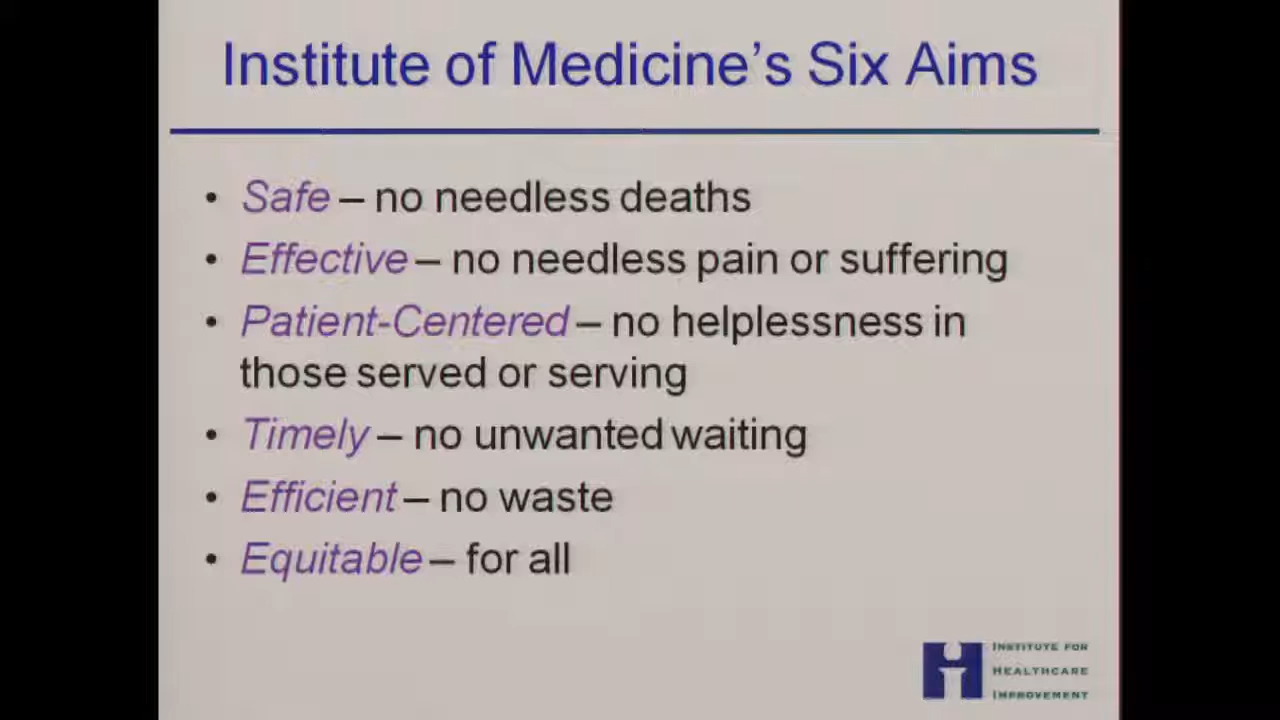 Institute of Medicine's Six Aims
• Safe – no needless deaths
• Effective – no needless pain or suffering
• Patient-Centered – no helplessness in
those served or serving
• Timely – no unwanted waiting
• Efficient – no waste
• Equitable – for all
INSTITUTE FOR
HEALTHCARE
IMPROVEMENT